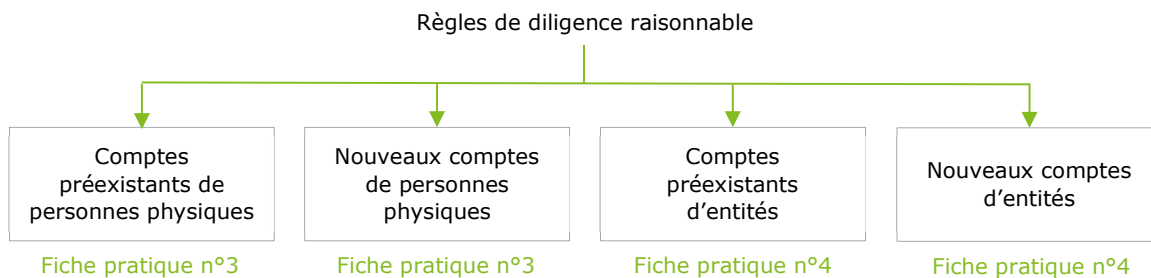 Règles de diligence raisonnable
Comptes
préexistants de
personnes physiques
Fiche pratique n°3
Nouveaux comptes
de personnes
physiques
Fiche pratique n°3
Comptes
préexistants
d'entités
Fiche pratique n°4
Nouveaux comptes
d'entités
Fiche pratique n°4